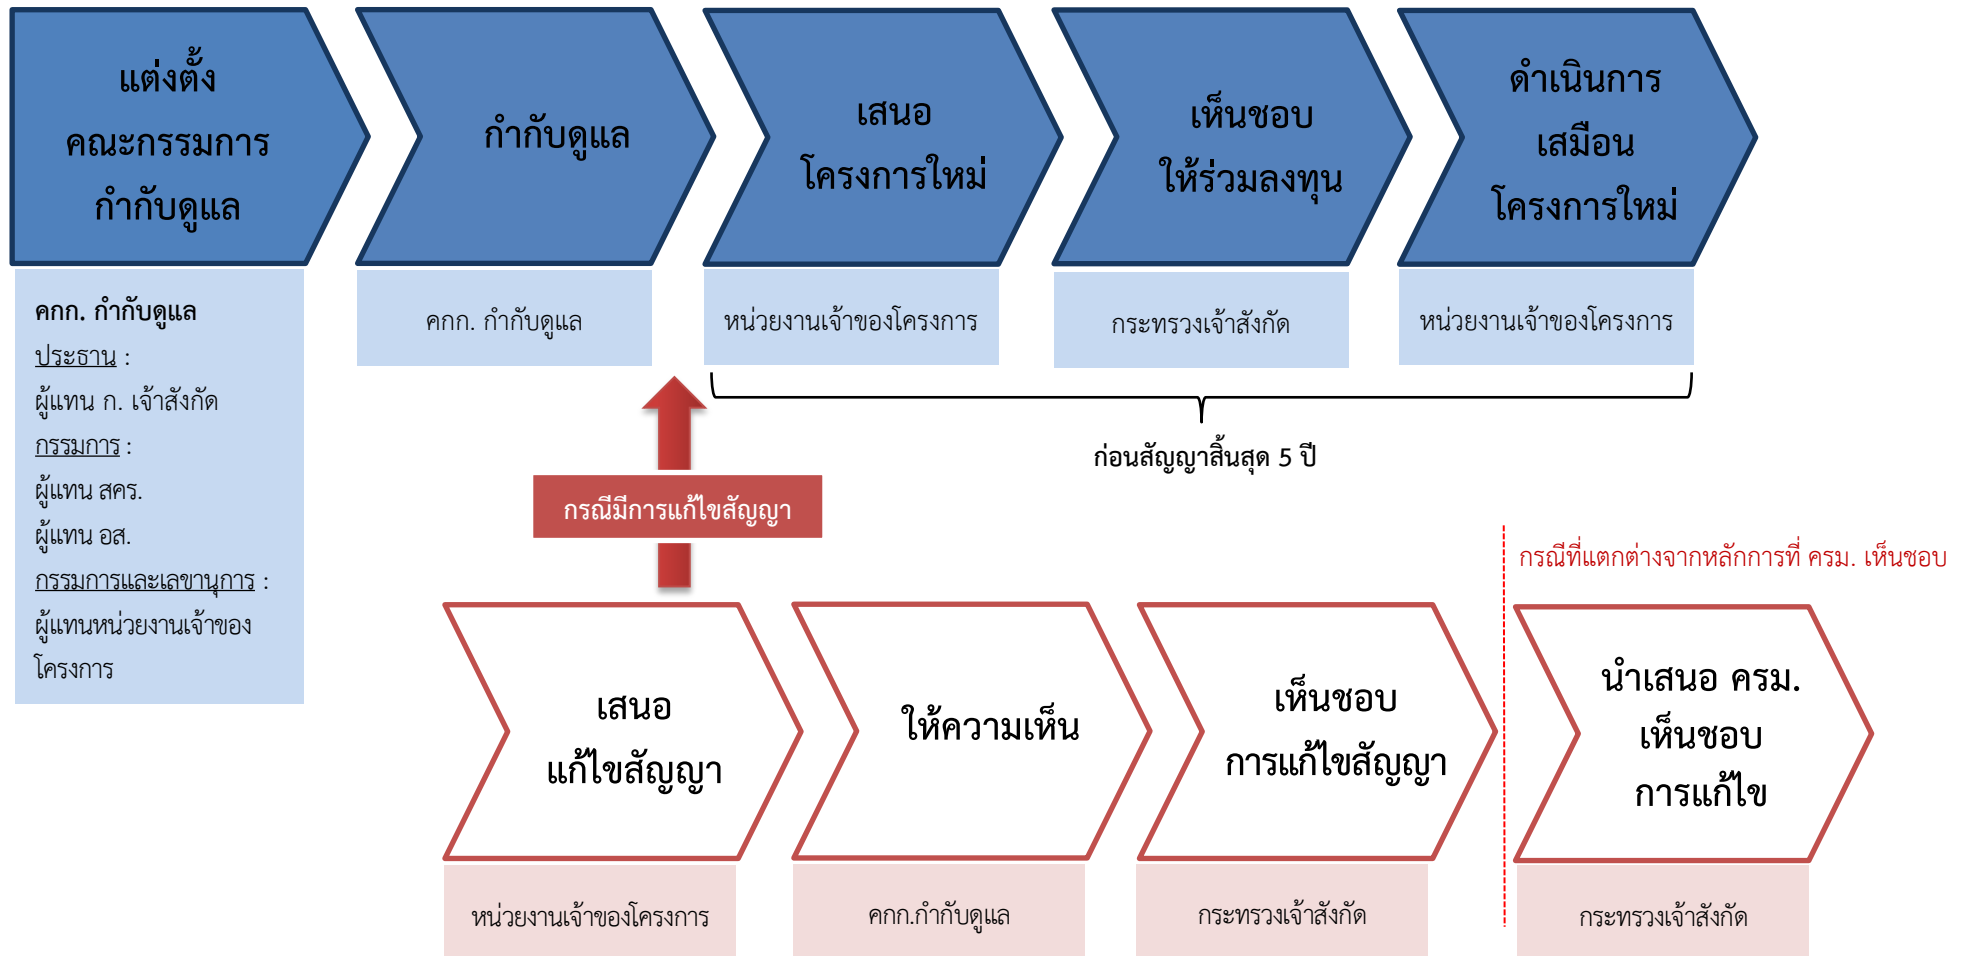 แต่งตั้ง
คณะกรรมการ
กำกับดูแล
กำกับดูแล
เสนอ
โครงการใหม่
เห็นชอบ
ให้ร่วมลงทุน
ดำเนินการ
เสมือน
โครงการใหม่
คกก. กำกับดูแล
ประธาน :
ผู้แทน ก. เจ้าสังกัด
กรรมการ :
ผู้แทน สคร.
ผู้แทน อส.
กรรมการและเลขานุการ :
ผู้แทนหน่วยงานเจ้าของ
โครงการ
คกก. กำกับดูแล
หน่วยงานเจ้าของโครงการ
กระทรวงเจ้าสังกัด
หน่วยงานเจ้าของโครงการ
ก่อนสัญญาสิ้นสุด 5 ปี
กรณีมีการแก้ไขสัญญา
กรณีที่แตกต่างจากหลักการที่ ครม. เห็นชอบ
เสนอ
แก้ไขสัญญา
ให้ความเห็น
เห็นชอบ
การแก้ไขสัญญา
นำเสนอ ครม.
เห็นชอบ
การแก้ไข
หน่วยงานเจ้าของโครงการ
คกก.กำกับดูแล
กระทรวงเจ้าสังกัด
กระทรวงเจ้าสังกัด